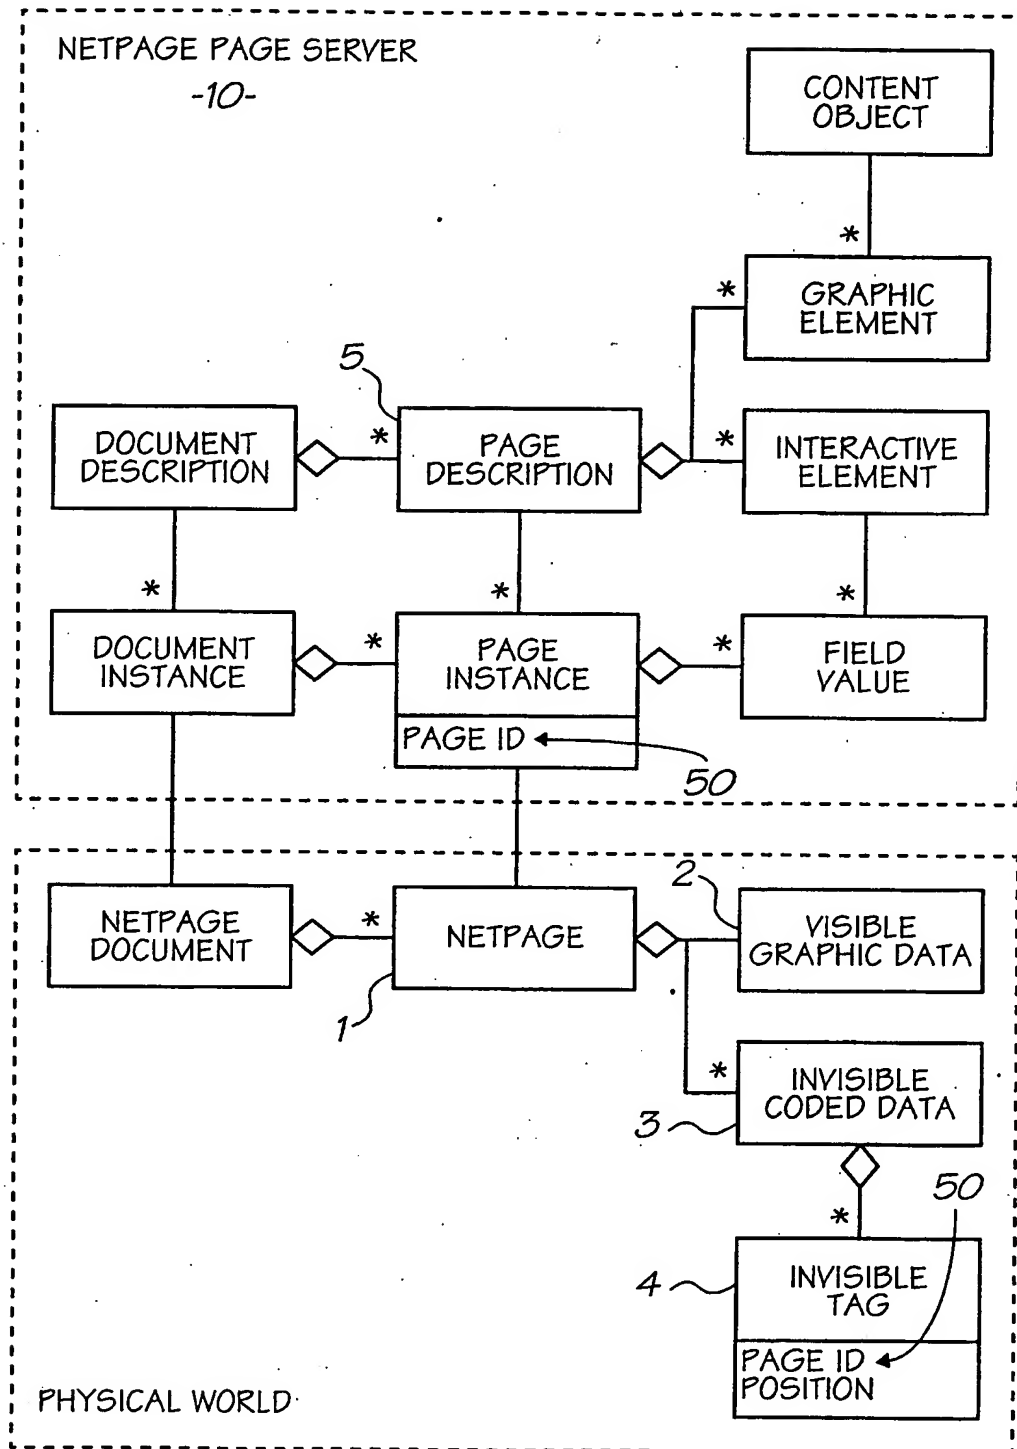 NETPAGE PAGE SERVER
-10-
CONTENT
OBJECT
*
*
GRAPHIC
ELEMENT
5
DOCUMENT
DESCRIPTION
*
PAGE
DESCRIPTION
*
INTERACTIVE
ELEMENT
*
*
*
DOCUMENT
INSTANCE
*
PAGE
INSTANCE
*
FIELD
VALUE
PAGE ID
50
NETPAGE
DOCUMENT
*
NETPAGE
1
2
VISIBLE
GRAPHIC DATA
*
INVISIBLE
CODED DATA
3
*
50
4
INVISIBLE
TAG
PAGE ID
POSITION
PHYSICAL WORLD